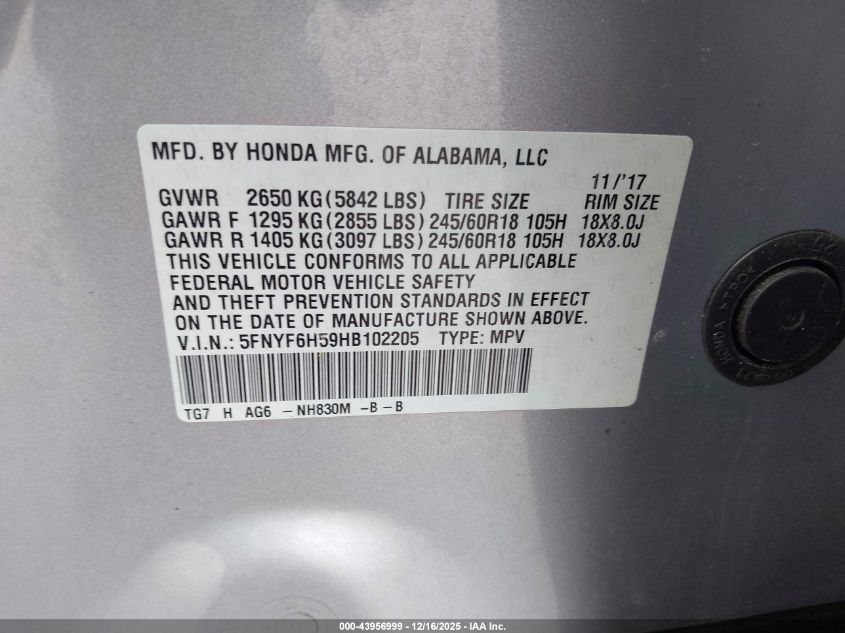 MFD. BY HONDA MFG. OF ALABAMA, LLC
11/'17
GVWR 2650 KG(5842 LBS) TIRE SIZE RIM SIZE
GAWR F 1295 KG(2855 LBS) 245/60R18 105H 18X8.0J
GAWR R 1405 KG(3097 LBS) 245/60R18 105H 18X8.0J
THIS VEHICLE CONFORMS TO ALL APPLICABLE
FEDERAL MOTOR VEHICLE SAFETY
AND THEFT PREVENTION STANDARDS IN EFFECT
ON THE DATE OF MANUFACTURE SHOWN ABOVE.
V.I.N.: 5FNYF6H59HB102205 TYPE: MPV
TG7 H AG6 -NH830M -B-B
HONDA
000-43956999 - 12/16/2025 - IAA Inc.